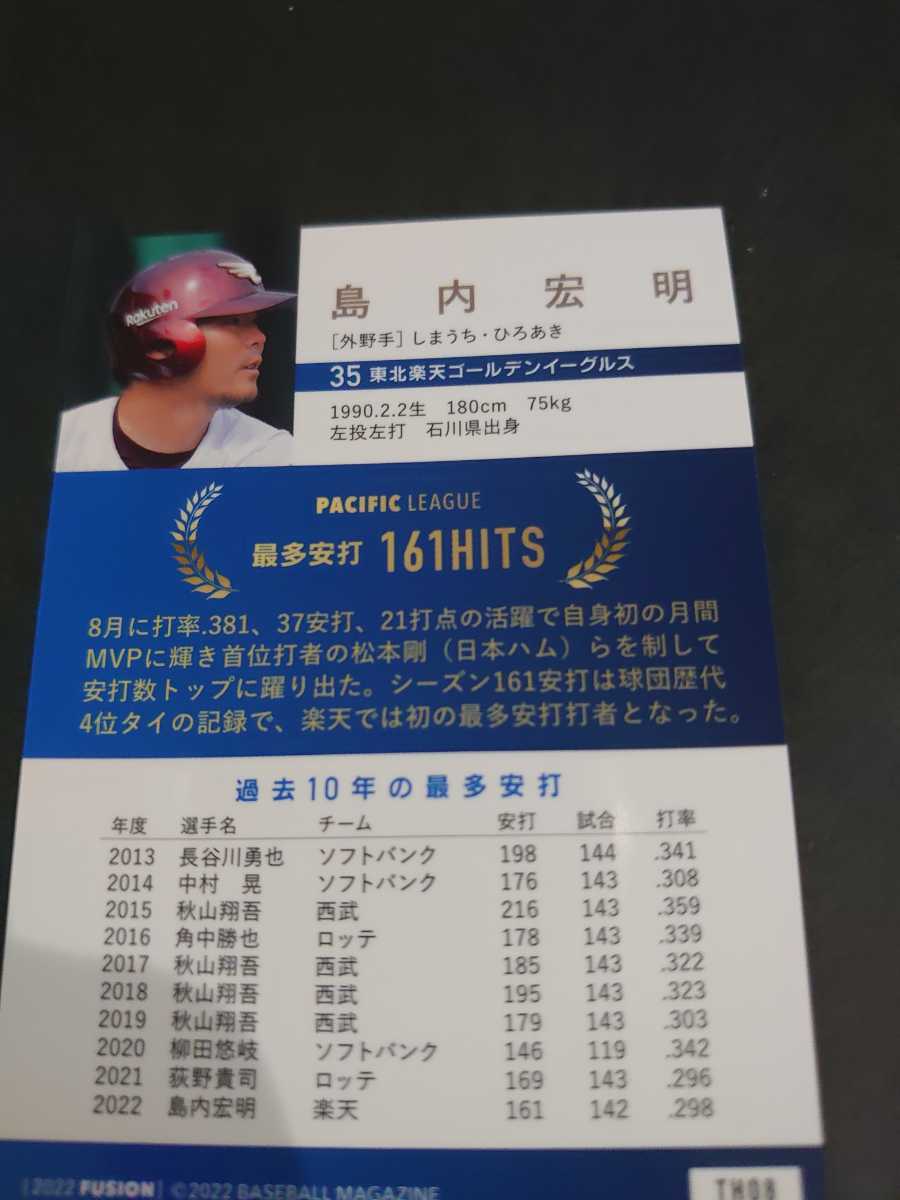 Rakuten
島内宏明
[外野手] しまうち・ひろあき
35 東北楽天ゴールデンイーグルス
1990.2.2生 180cm 75kg
左投左打 石川県出身
PACIFIC LEAGUE
最多安打 161HITS
8月に打率.381、37安打、21打点の活躍で自身初の月間
MVPに輝き首位打者の松本剛（日本ハム）らを制して
安打数トップに躍り出た。シーズン161安打は球団歴代
4位タイの記録で、楽天では初の最多安打打者となった。
過去10年の最多安打
年度 選手名 チーム 安打 試合 打率
2013 長谷川勇也 ソフトバンク 198 144 .341
2014 中村 晃 ソフトバンク 176 143 .308
2015 秋山翔吾 西武 216 143 .359
2016 角中勝也 ロッテ 178 143 .339
2017 秋山翔吾 西武 185 143 .322
2018 秋山翔吾 西武 195 143 .323
2019 秋山翔吾 西武 179 143 .303
2020 柳田悠岐 ソフトバンク 146 119 .342
2021 荻野貴司 ロッテ 169 143 .296
2022 島内宏明 楽天 161 142 .298
[2022 FUSION] ©2022 BASEBALL MAGAZINE
TH08